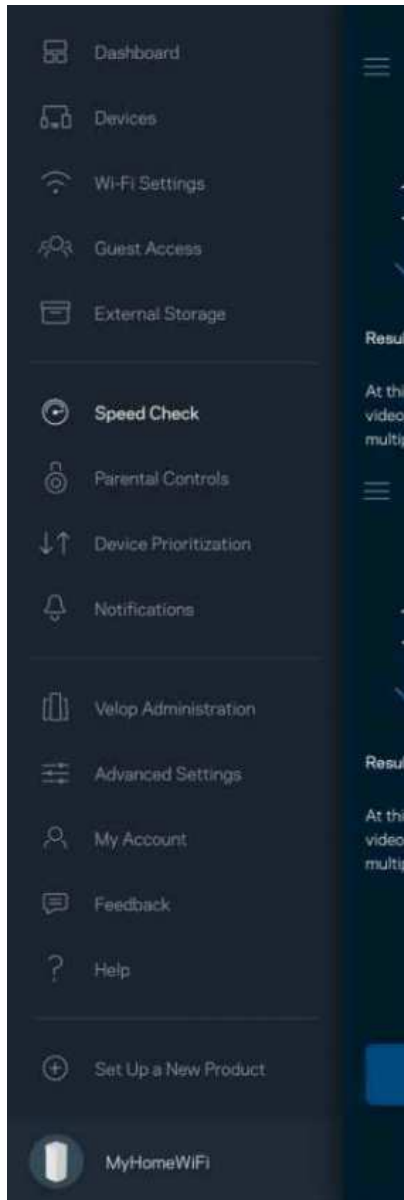 Dashboard
Devices
Wi-Fi Settings
Guest Access
External Storage
Speed Check
Parental Controls
Device Prioritization
Notifications
Velop Administration
Advanced Settings
My Account
Feedback
Help
Set Up a New Product
MyHomeWiFi
Resul
At thi
video
multip
Resul
At thi
video
multip